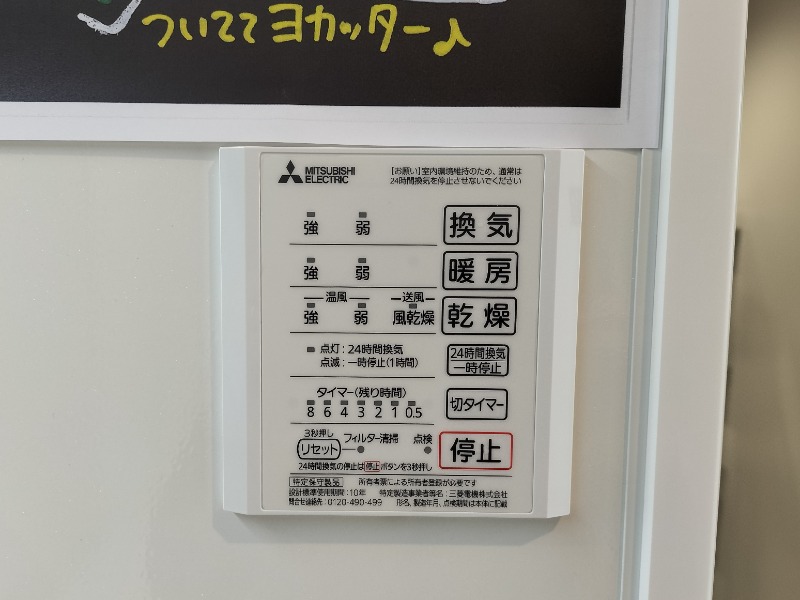 ついててヨカッター♪
MITSUBISHI
ELECTRIC
【お願い】室内環境維持のため、通常は
24時間換気を停止させないでください
強 弱 換気
強 弱 暖房
温風 送風
強 弱 風乾燥 乾燥
点灯:24時間換気
点滅:一時停止(1時間)
24時間換気
一時停止
タイマー(残り時間)
8 6 4 3 2 1 0.5
切タイマー
3秒押し
リセット フィルター清掃 点検
停止
24時間換気の停止は停止ボタンを3秒押し
特定保守製品 所有者票による所有者登録が必要です
設計標準使用期間:10年 特定製造事業者等名:三菱電機株式会社
問合せ連絡先:0120-490-499 形名、製造年月、点検期間は本体に記載